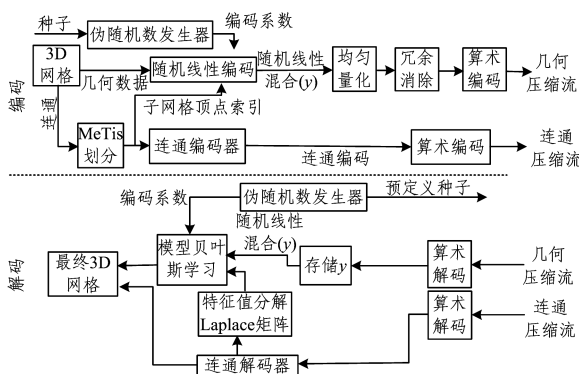 种子
伪随机数发生器
编码系数
3D
网格
几何数据
随机线性编码
随机线性
混合(y)
均匀
量化
冗余
消除
算术
编码
几何
压缩流
编码
连通
子网格顶点索引
MeTis
划分
连通编码器
连通编码
算术编码
连通
压缩流
编码系数
伪随机数发生器
预定义种子
随机线性
混合(y)
解码
最终3D
网格
模型贝叶
斯学习
存储y
算术
解码
几何
压缩流
特征值分解
Laplace矩阵
算术
解码
连通
压缩流
连通解码器